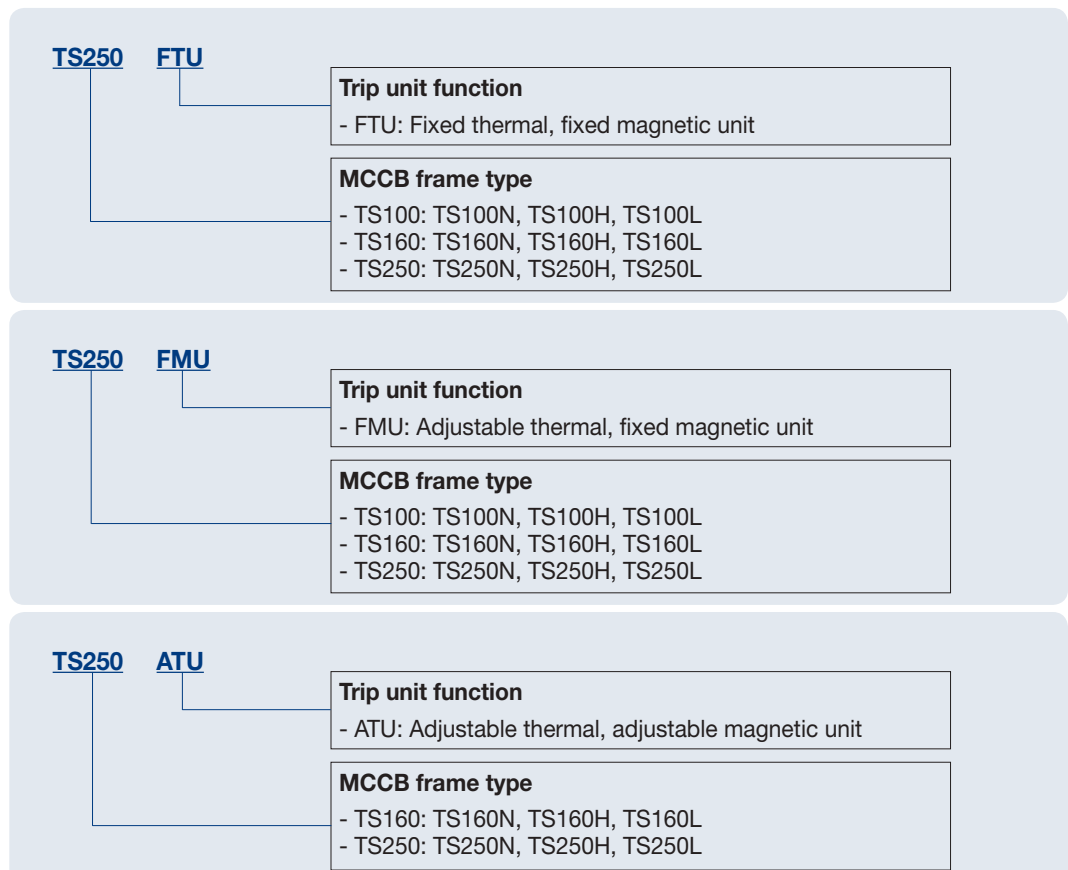 TS250 FTU
Trip unit function
- FTU: Fixed thermal, fixed magnetic unit
MCCB frame type
- TS100: TS100N, TS100H, TS100L
- TS160: TS160N, TS160H, TS160L
- TS250: TS250N, TS250H, TS250L
TS250 FMU
Trip unit function
- FMU: Adjustable thermal, fixed magnetic unit
MCCB frame type
- TS100: TS100N, TS100H, TS100L
- TS160: TS160N, TS160H, TS160L
- TS250: TS250N, TS250H, TS250L
TS250 ATU
Trip unit function
- ATU: Adjustable thermal, adjustable magnetic unit
MCCB frame type
- TS160: TS160N, TS160H, TS160L
- TS250: TS250N, TS250H, TS250L